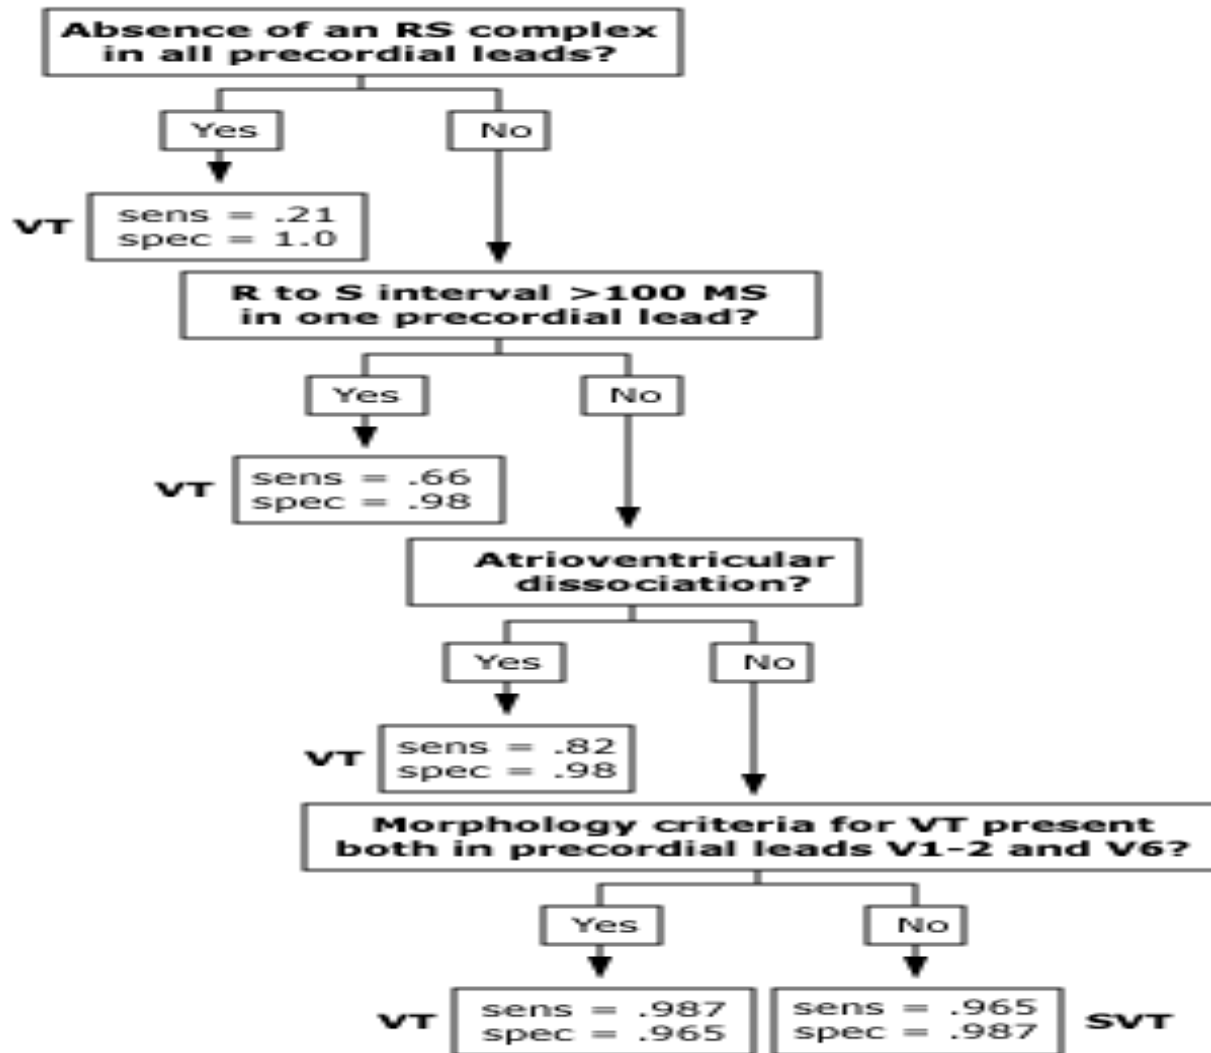 Absence of an RS complex
in all precordial leads?
Yes
No
VT
sens = .21
spec = 1.0
R to S interval >100 MS
in one precordial lead?
Yes
No
VT
sens = .66
spec = .98
Atrioventricular
dissociation?
Yes
No
VT
sens = .82
spec = .98
Morphology criteria for VT present
both in precordial leads V1-2 and V6?
Yes
No
VT
sens = .987
spec = .965
sens = .965
spec = .987
SVT